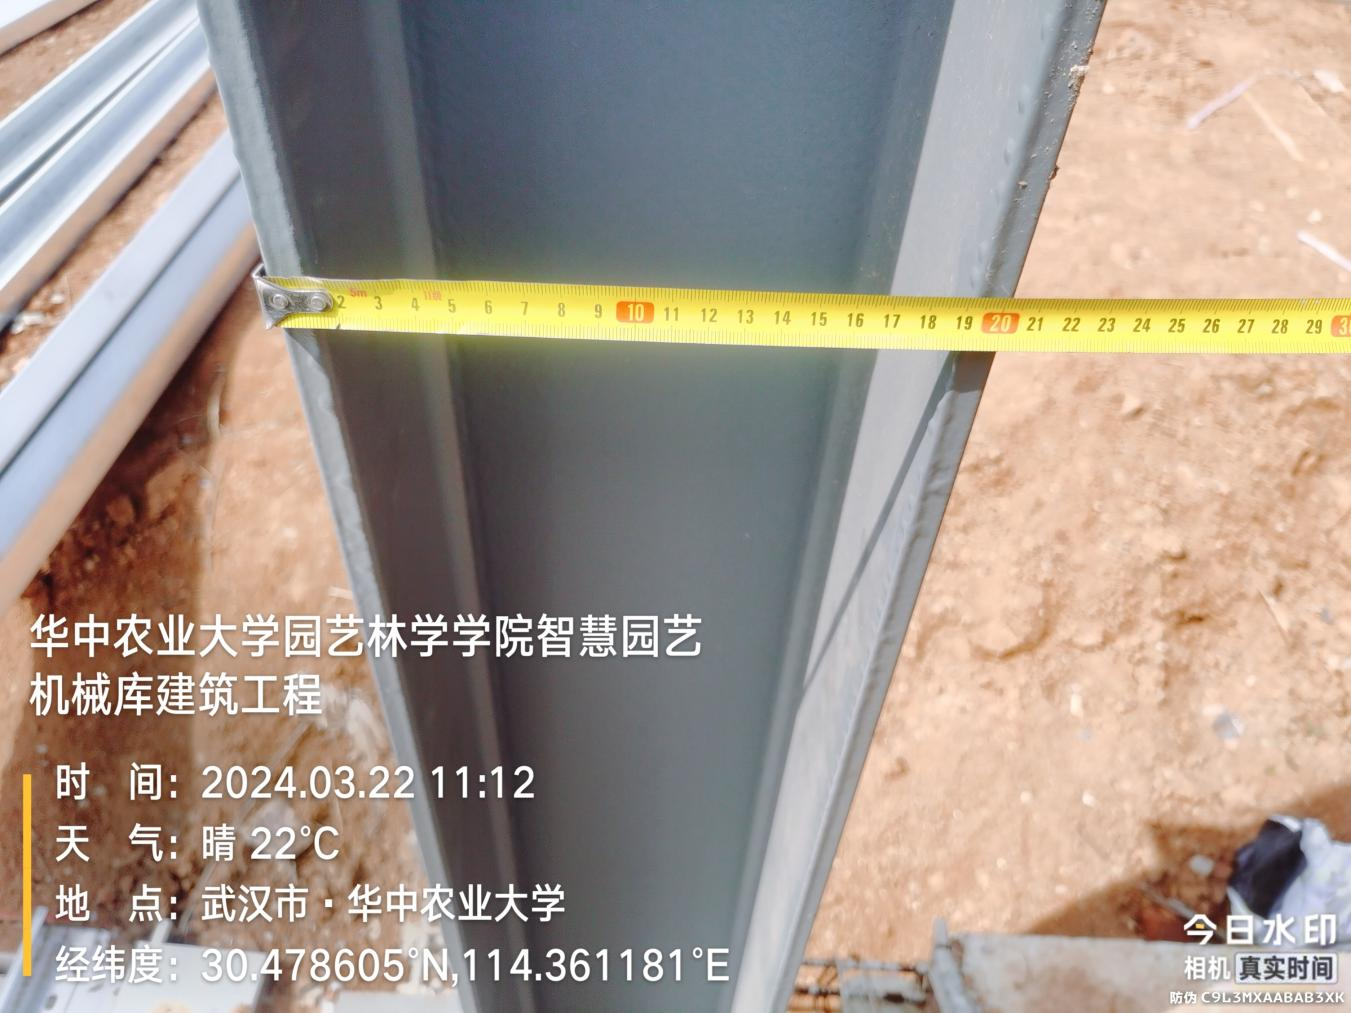 5m II级
2 3 4 5 6 7 8 9 10 11 12 13 14 15 16 17 18 19 20 21 22 23 24 25 26 27 28 29
华中农业大学园艺林学学院智慧园艺
机械库建筑工程
时 间：2024.03.22 11:12
天 气：晴 22℃
地 点：武汉市·华中农业大学
经纬度：30.478605°N,114.361181°E
今日水印
相机 真实时间
防伪 C9L3MXAABAB3XK